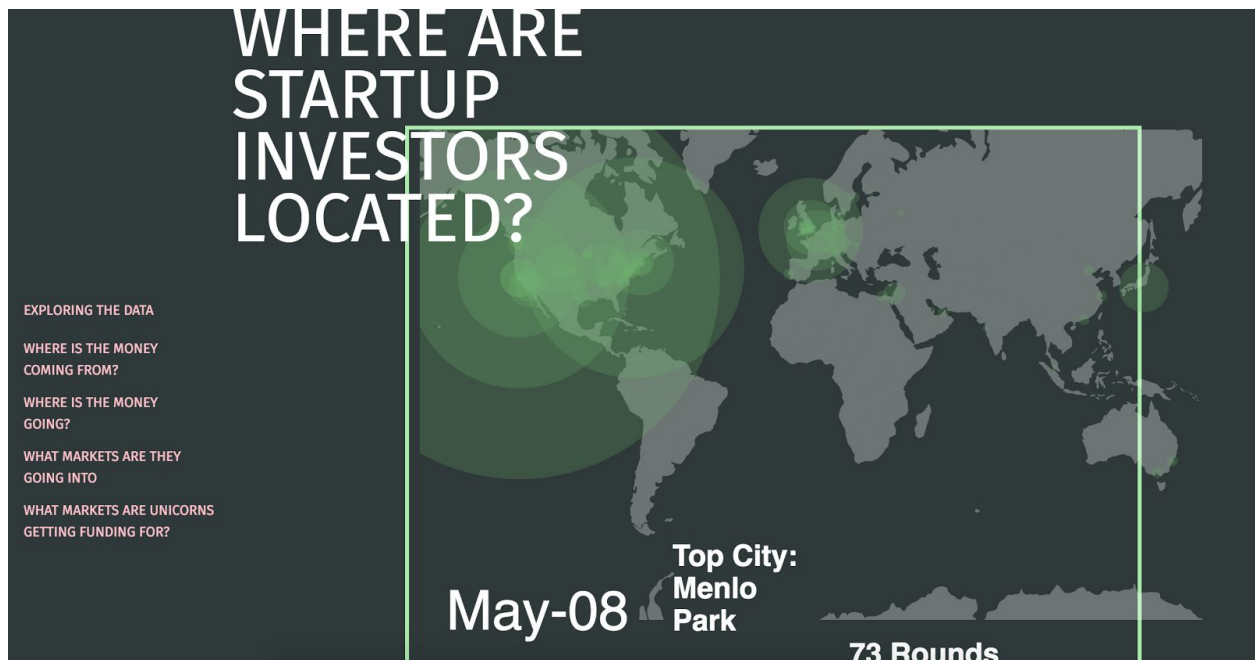 WHERE ARE
STARTUP
INVESTORS
LOCATED?
EXPLORING THE DATA
WHERE IS THE MONEY
COMING FROM?
WHERE IS THE MONEY
GOING?
WHAT MARKETS ARE THEY
GOING INTO
WHAT MARKETS ARE UNICORNS
GETTING FUNDING FOR?
Top City:
Menlo
Park
May-08
73 Rounds